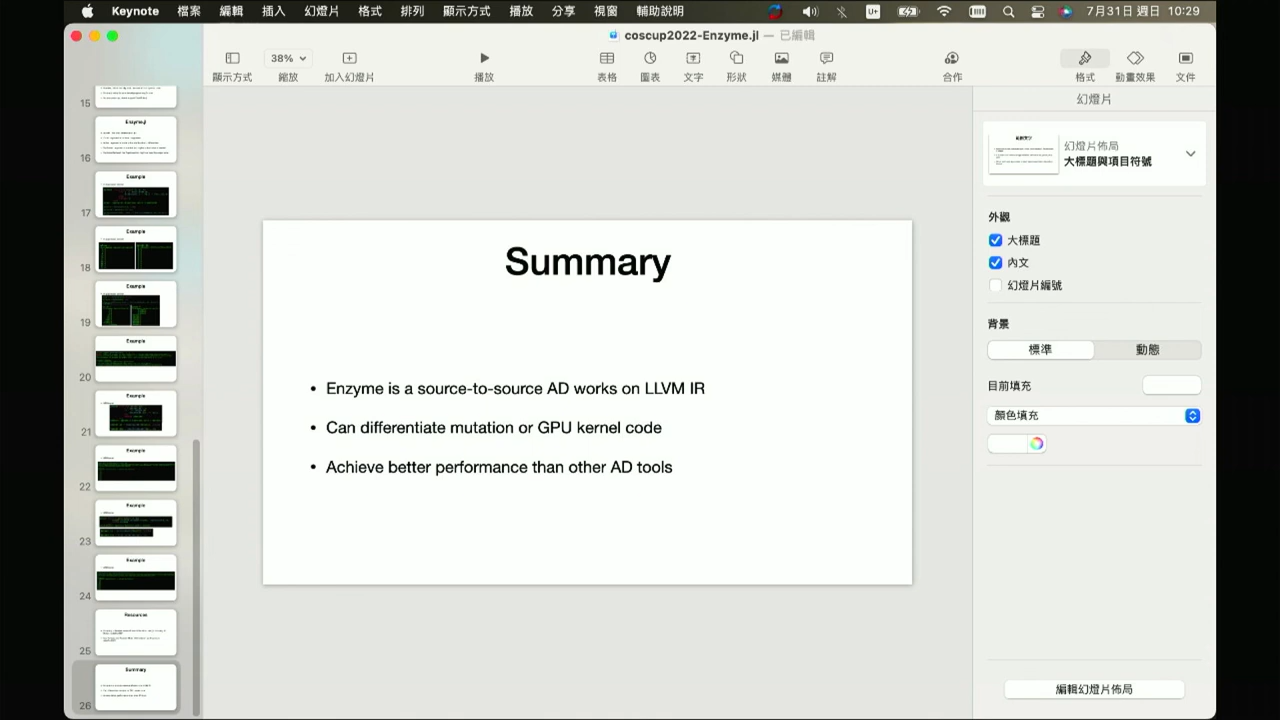 Keynote 檔案 編輯 插入 幻燈片 格式 排列 顯示方式 播放 分享 視窗 輔助說明 U+ 7月31日 週日 10:29
coscup2022-Enzyme.jl — 已編輯
38%
顯示方式 縮放 加入幻燈片 播放 表格 圖表 文字 形狀 媒體 註解 合作 格式 動畫效果 文件
幻燈片
幻燈片佈局
大標題與項目符號
外觀
大標題
內文
幻燈片編號
背景
標準 動態
目前填充
顏色填充
編輯幻燈片佈局
15
Enzyme.jl
16
Example
17
Example
18
Example
19
Example
20
Example
21
Example
22
Example
23
Example
24
Resources
25
Summary
26
Summary
• Enzyme is a source-to-source AD works on LLVM IR
• Can differentiate mutation or GPU kernel code
• Achieve better performance than other AD tools